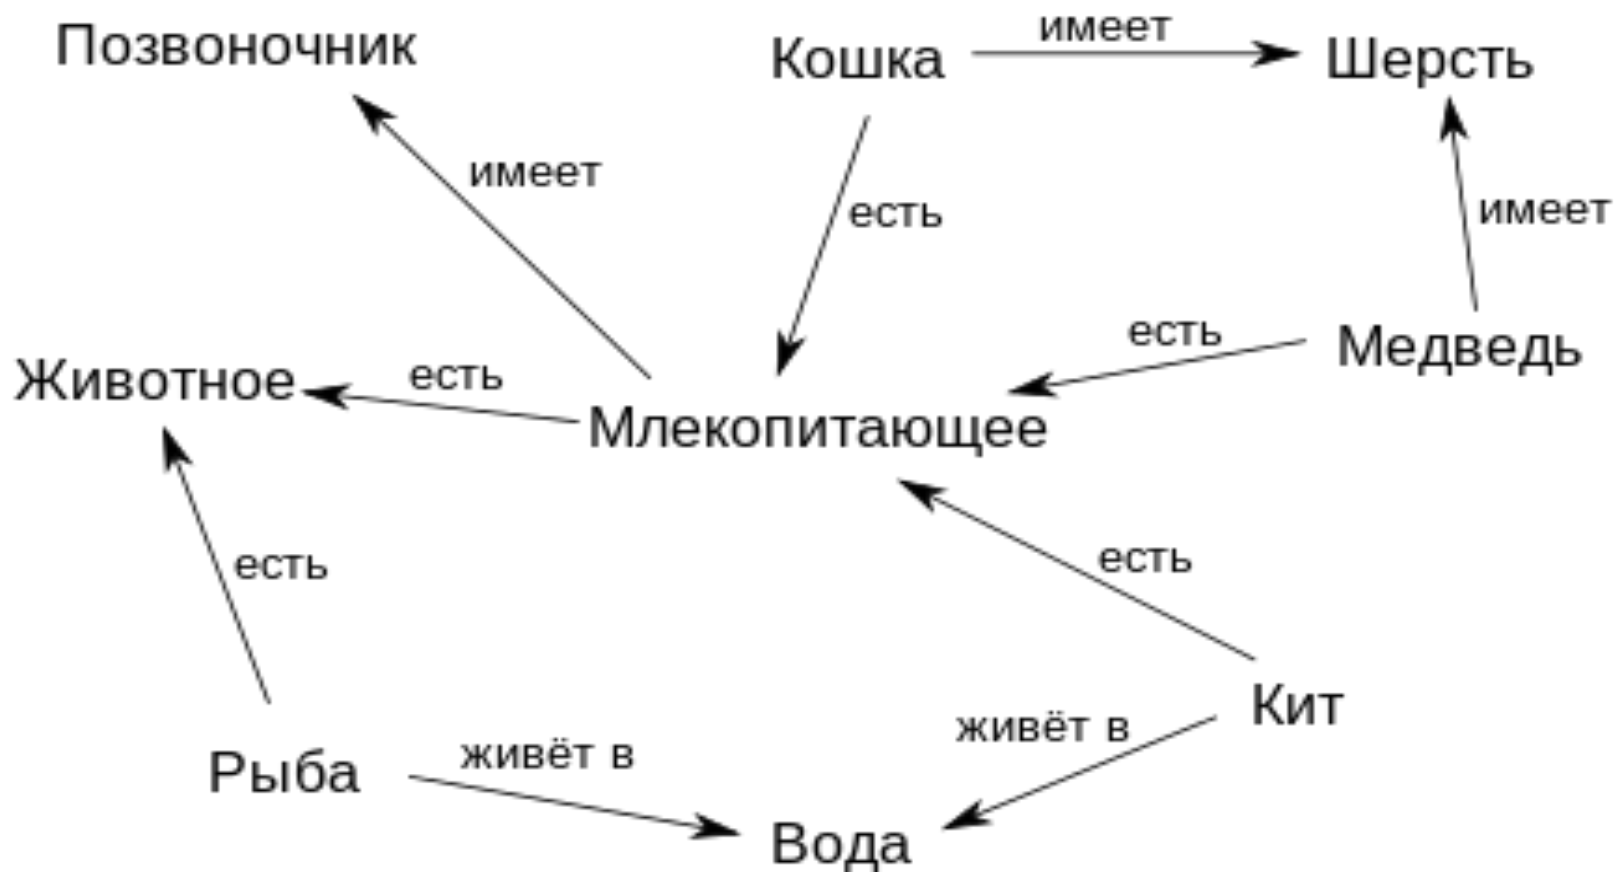 Позвоночник
Кошка
имеет
Шерсть
имеет
есть
имеет
Животное
есть
Млекопитающее
есть
Медведь
есть
есть
Рыба
живёт в
Вода
живёт в
Кит